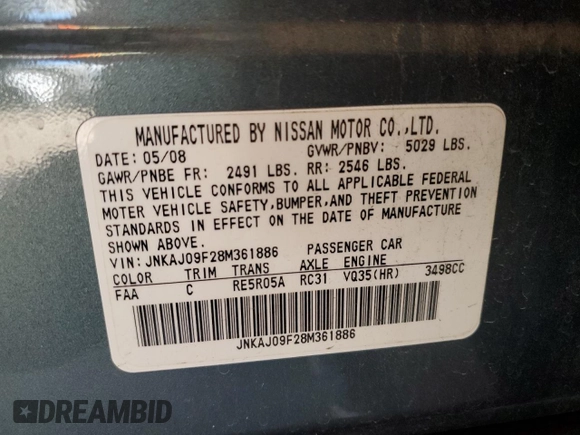 MANUFACTURED BY NISSAN MOTOR CO.,LTD.
DATE: 05/08 GVWR/PNBV: 5029 LBS.
GAWR/PNBE FR: 2491 LBS. RR: 2546 LBS.
THIS VEHICLE CONFORMS TO ALL APPLICABLE FEDERAL
MOTER VEHICLE SAFETY,BUMPER,AND THEFT PREVENTION
STANDARDS IN EFFECT ON THE DATE OF MANUFACTURE
SHOWN ABOVE.
VIN: JNKAJ09F28M361886 PASSENGER CAR
COLOR TRIM TRANS AXLE ENGINE
FAA C RE5R05A RC31 VQ35(HR) 3498CC
JNKAJ09F28M361886
DREAMBID